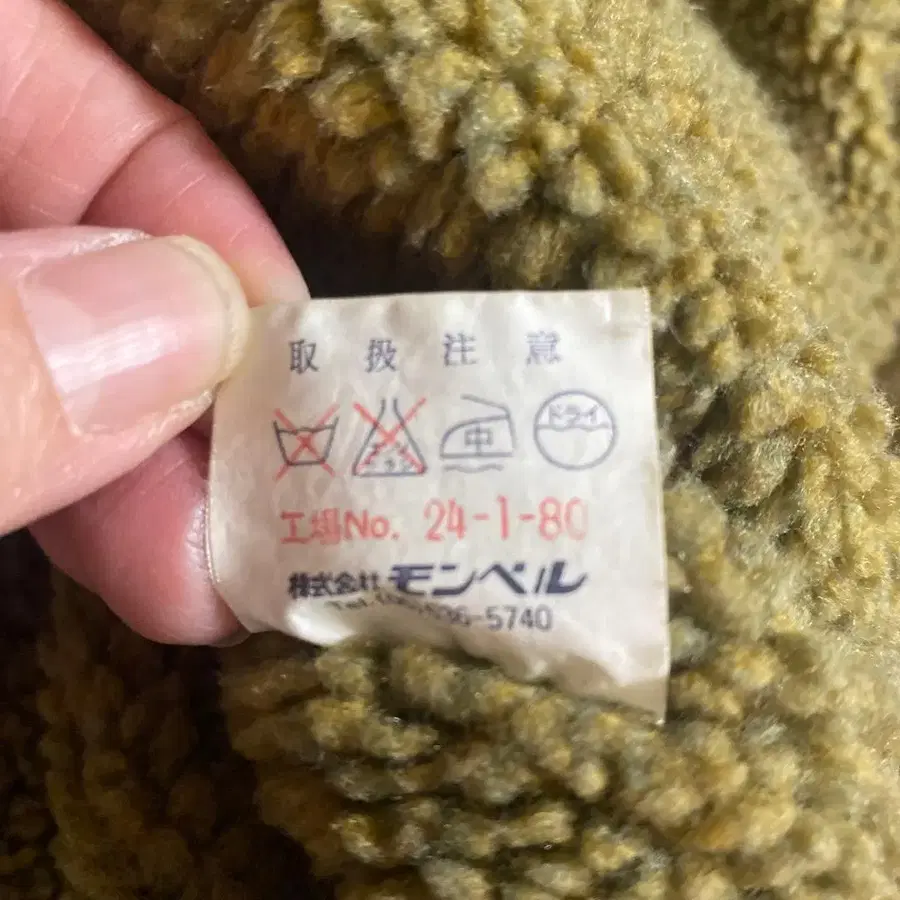 取扱注意
中 ドライ
工場No. 24-1-80
株式会社モンベル
5740